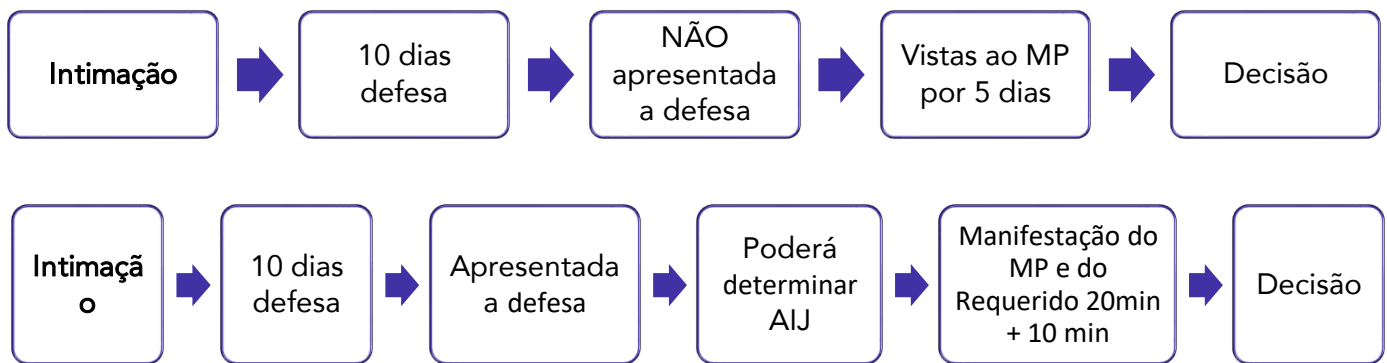 Intimação
10 dias
defesa
NÃO
apresentada
a defesa
Vistas ao MP
por 5 dias
Decisão
Intimaçã
o
10 dias
defesa
Apresentada
a defesa
Poderá
determinar
AIJ
Manifestação do
MP e do
Requerido 20min
+ 10 min
Decisão